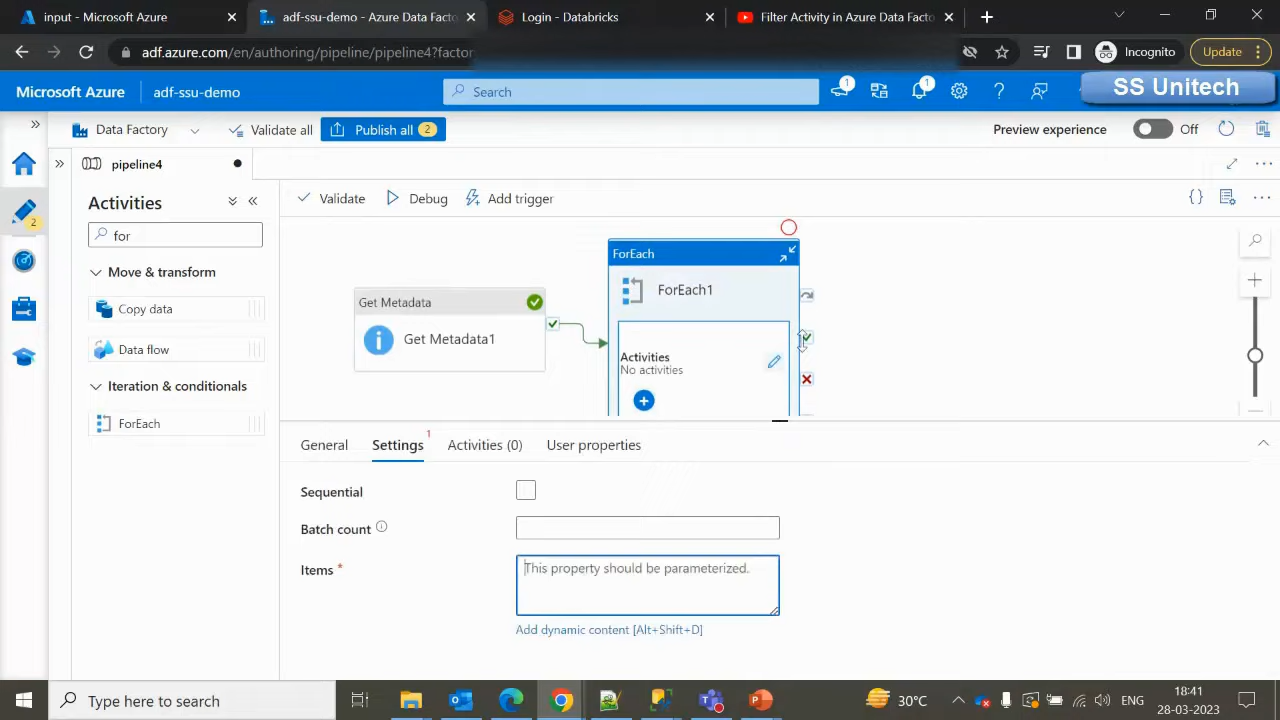 input - Microsoft Azure
adf-ssu-demo - Azure Data Factory
Login - Databricks
Filter Activity in Azure Data Facto
adf.azure.com/en/authoring/pipeline/pipeline4?factor
Incognito
Update
Microsoft Azure
adf-ssu-demo
Search
1
1
SS Unitech
Data Factory
Validate all
Publish all
2
Preview experience
Off
pipeline4
Activities
Validate
Debug
Add trigger
2
for
Move & transform
Copy data
Data flow
Iteration & conditionals
ForEach
Get Metadata
Get Metadata1
ForEach
ForEach1
Activities
No activities
General
Settings
1
Activities (0)
User properties
Sequential
Batch count
Items *
This property should be parameterized.
Add dynamic content [Alt+Shift+D]
Type here to search
30°C
ENG
18:41
28-03-2023